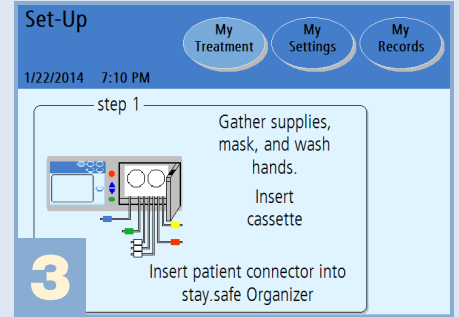 Set-Up
My
Treatment
My
Settings
My
Records
1/22/2014 7:10 PM
step 1
Gather supplies,
mask, and wash
hands.
Insert
cassette
3
Insert patient connector into
stay.safe Organizer